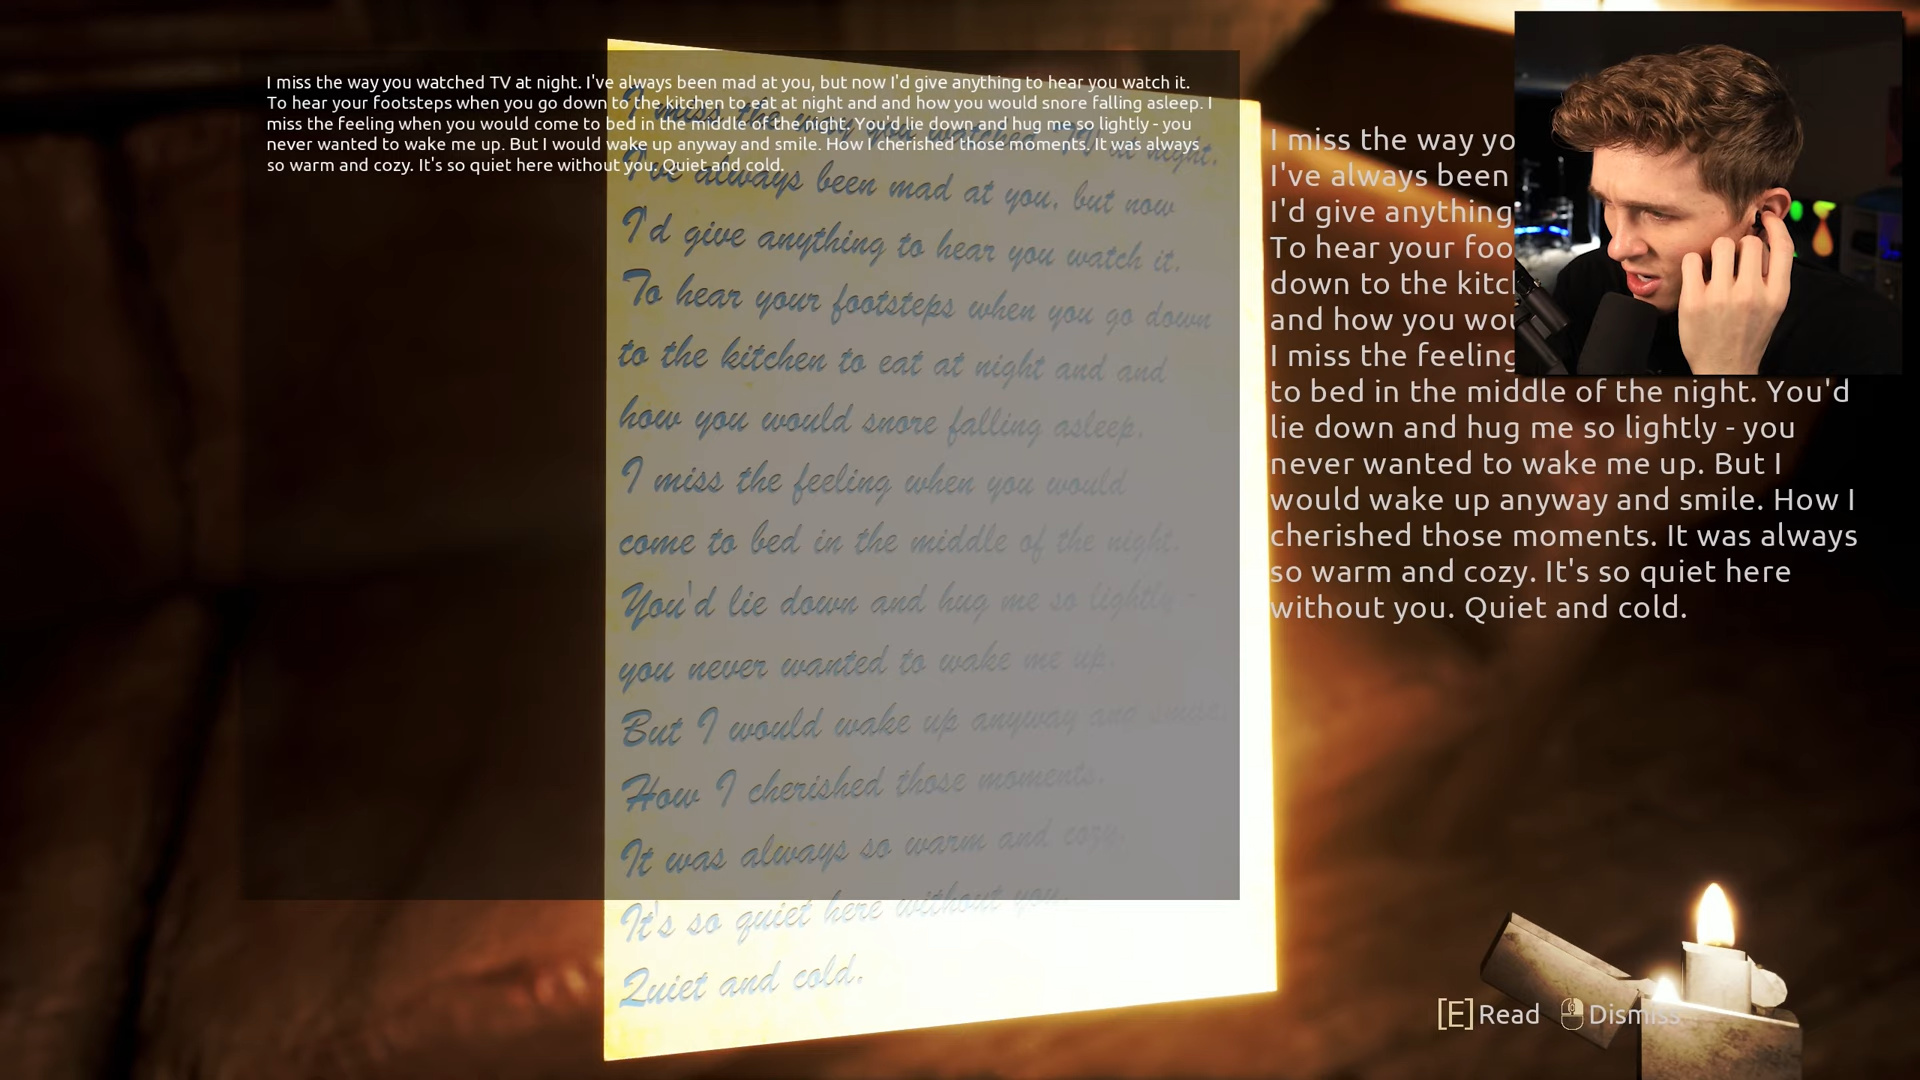 I miss the way you watched TV at night. I've always been mad at you, but now I'd give anything to hear you watch it.
To hear your footsteps when you go down to the kitchen to eat at night and and how you would snore falling asleep. I
miss the feeling when you would come to bed in the middle of the night. You'd lie down and hug me so lightly - you
never wanted to wake me up. But I would wake up anyway and smile. How I cherished those moments. It was always
so warm and cozy. It's so quiet here without you. Quiet and cold.
I miss the way you watched TV at night.
I've always been mad at you, but now
I'd give anything to hear you watch it.
To hear your footsteps when you go down
to the kitchen to eat at night and and
how you would snore falling asleep.
I miss the feeling when you would
come to bed in the middle of the night.
You'd lie down and hug me so lightly -
you never wanted to wake me up.
But I would wake up anyway and smile.
How I cherished those moments.
It was always so warm and cozy.
It's so quiet here without you.
Quiet and cold.
I miss the way yo
I've always been
I'd give anything
To hear your foo
down to the kitc
and how you wou
I miss the feeling
to bed in the middle of the night. You'd
lie down and hug me so lightly - you
never wanted to wake me up. But I
would wake up anyway and smile. How I
cherished those moments. It was always
so warm and cozy. It's so quiet here
without you. Quiet and cold.
[E] Read Dismiss